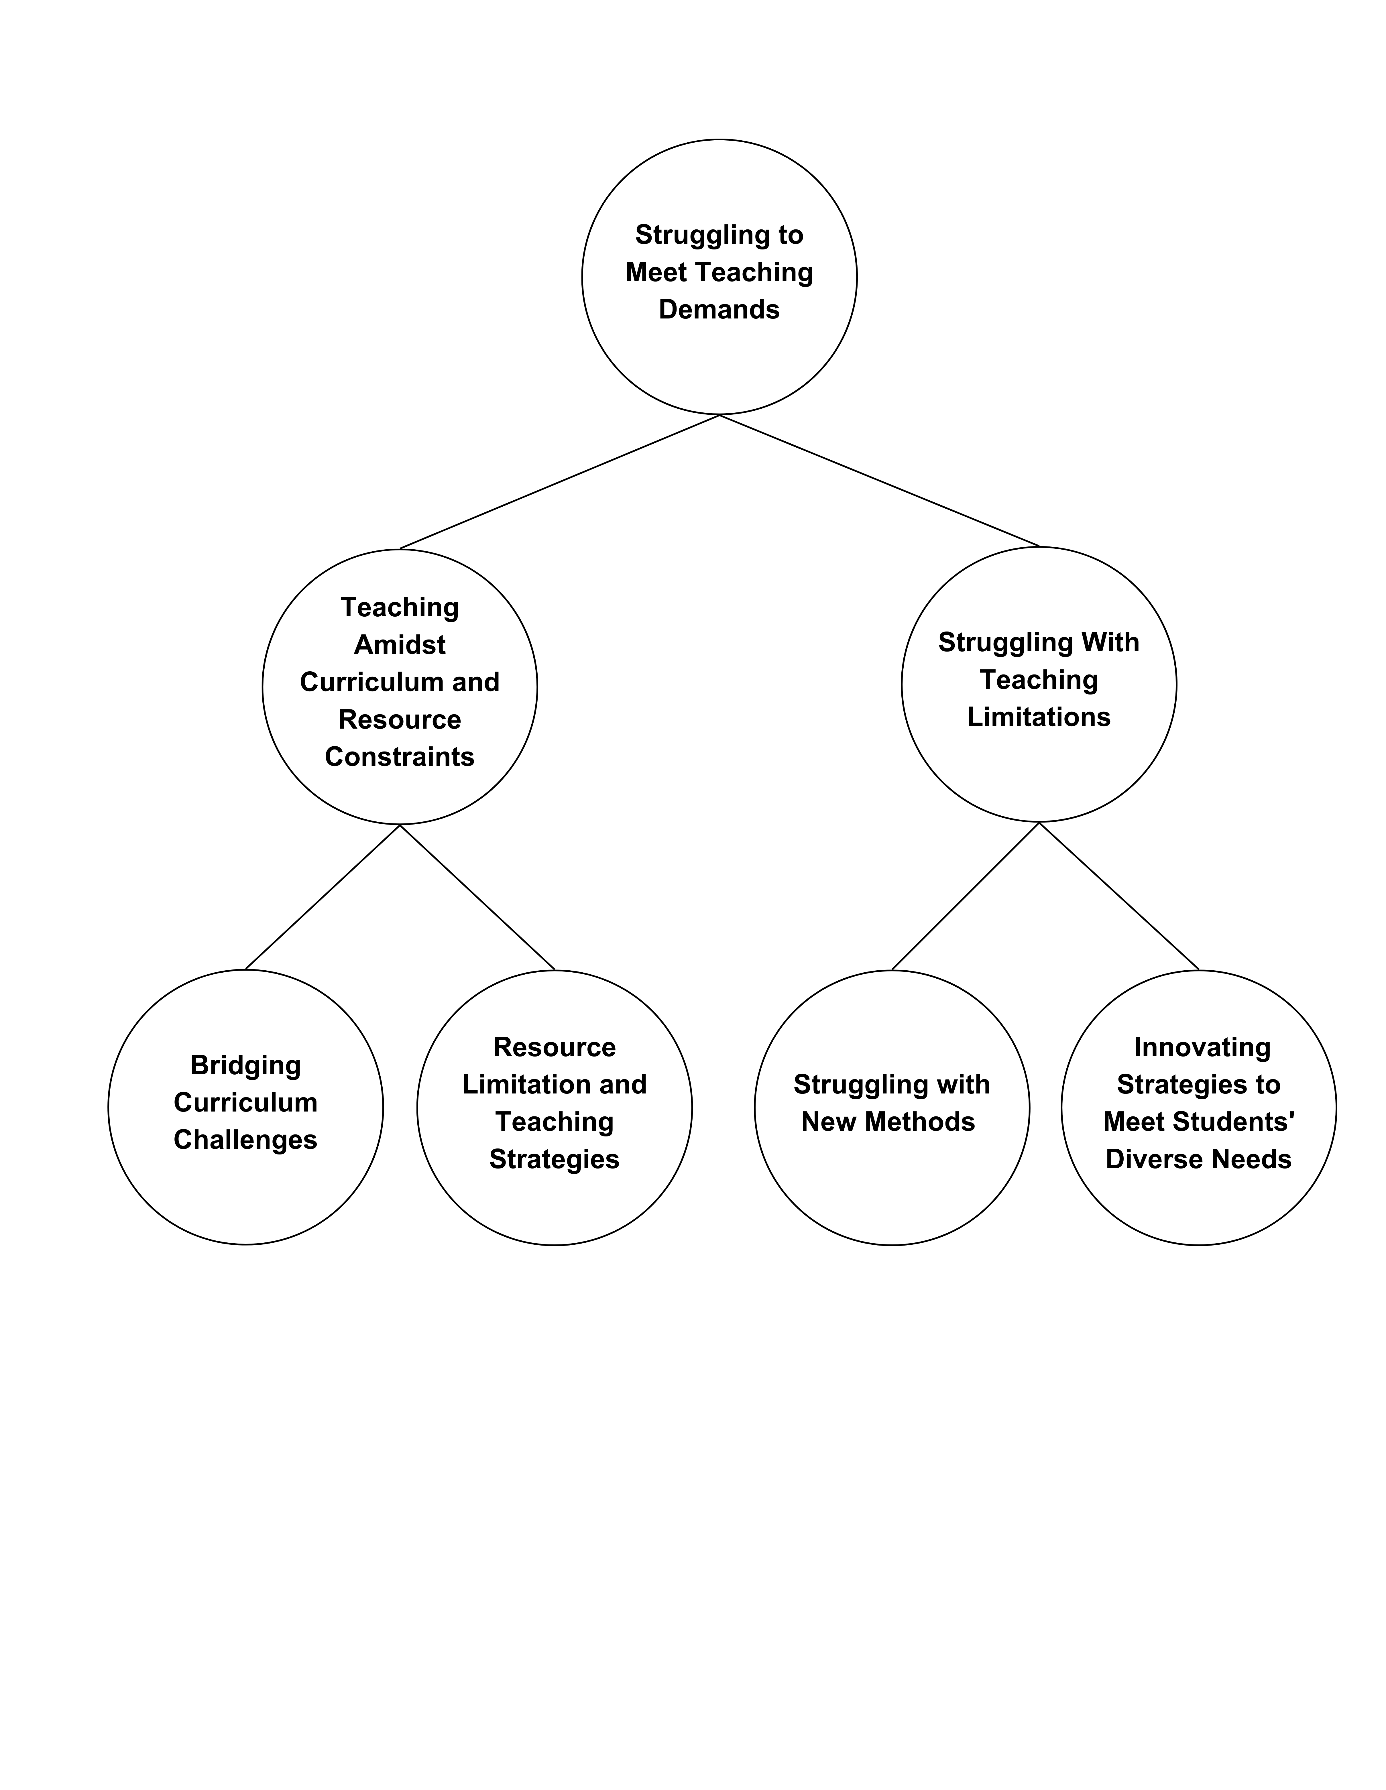 Struggling to
Meet Teaching
Demands
Teaching
Amidst
Curriculum and
Resource
Constraints
Struggling With
Teaching
Limitations
Bridging
Curriculum
Challenges
Resource
Limitation and
Teaching
Strategies
Struggling with
New Methods
Innovating
Strategies to
Meet Students'
Diverse Needs